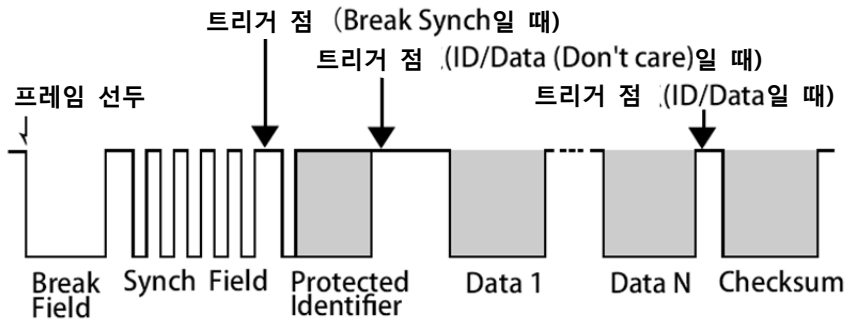 트리거 점 (Break Synch일 때)
트리거 점 (ID/Data (Don't care)일 때)
프레임 선두
트리거 점 (ID/Data일 때)
Break
Field
Synch Field
Protected
Identifier
Data 1
Data N
Checksum